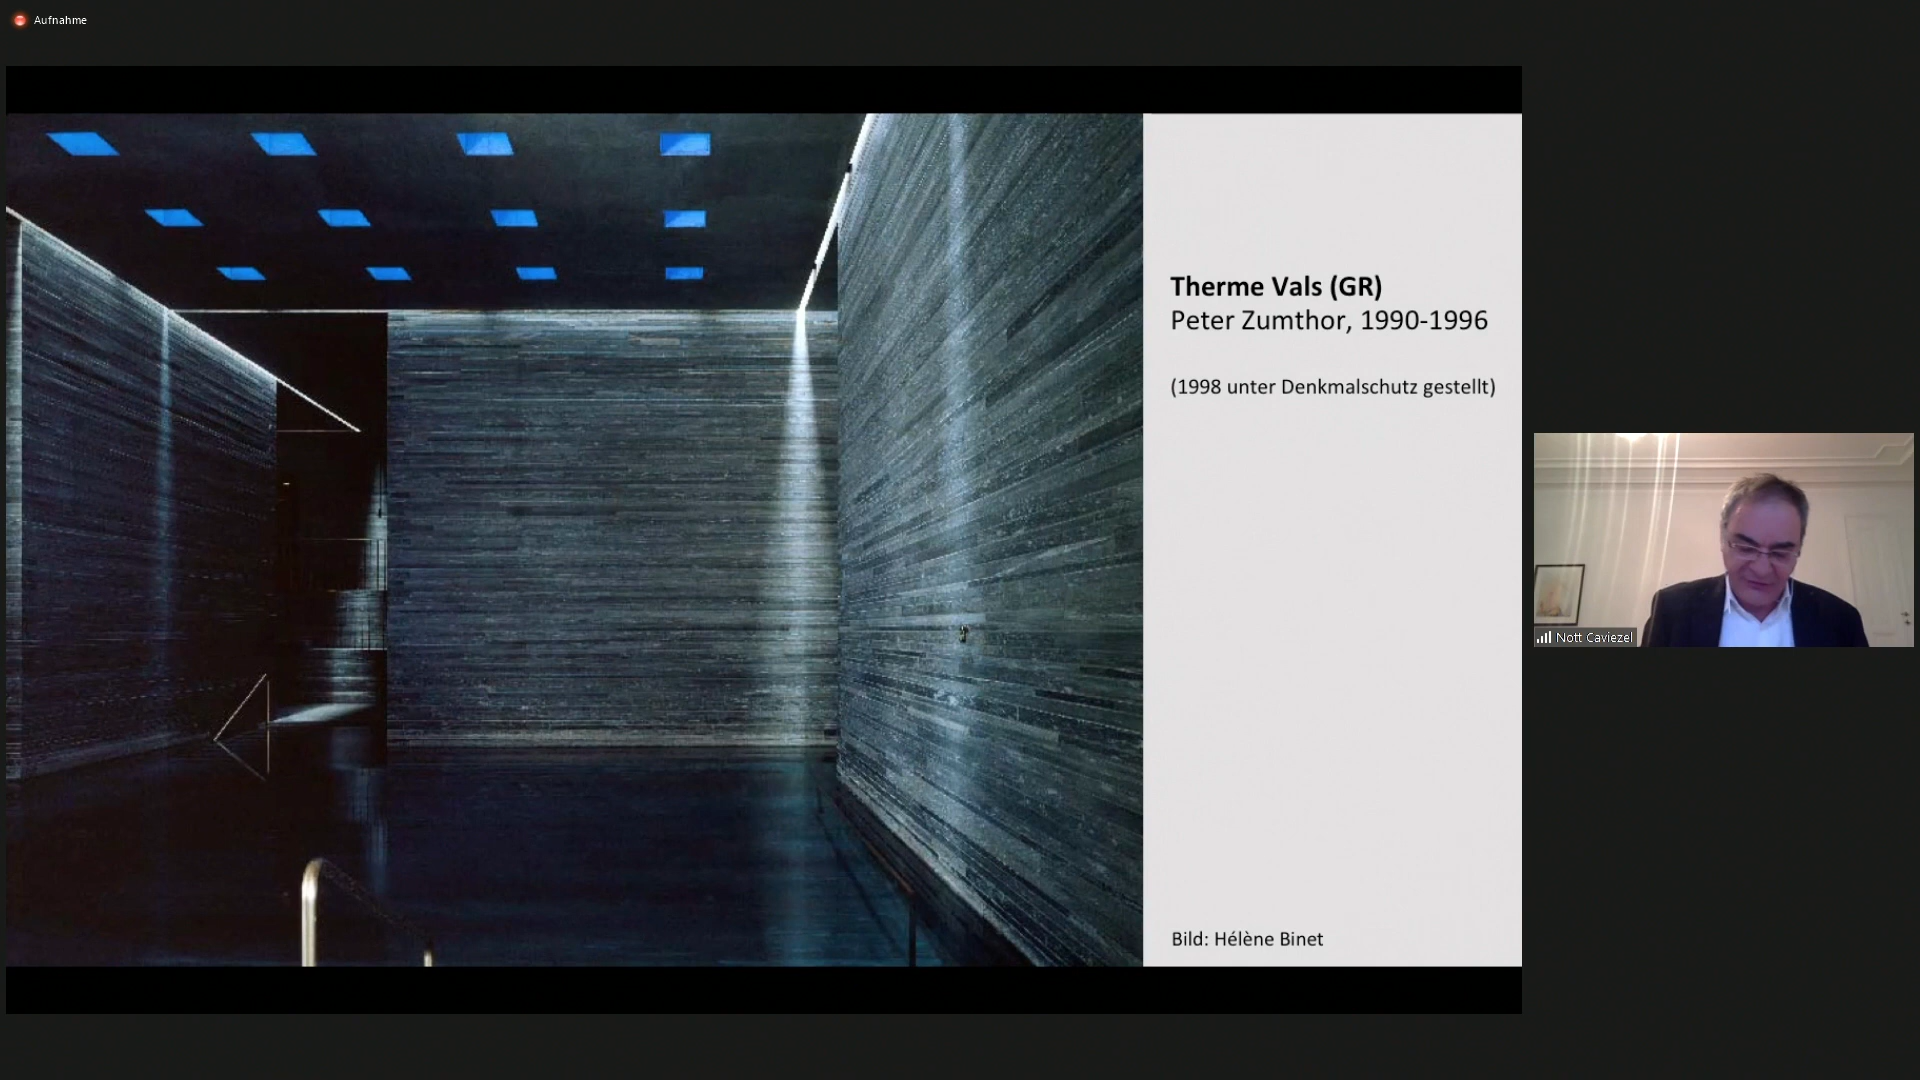 Aufnahme
Therme Vals (GR)
Peter Zumthor, 1990-1996
(1998 unter Denkmalschutz gestellt)
Bild: Hélène Binet
Nott Caviezel